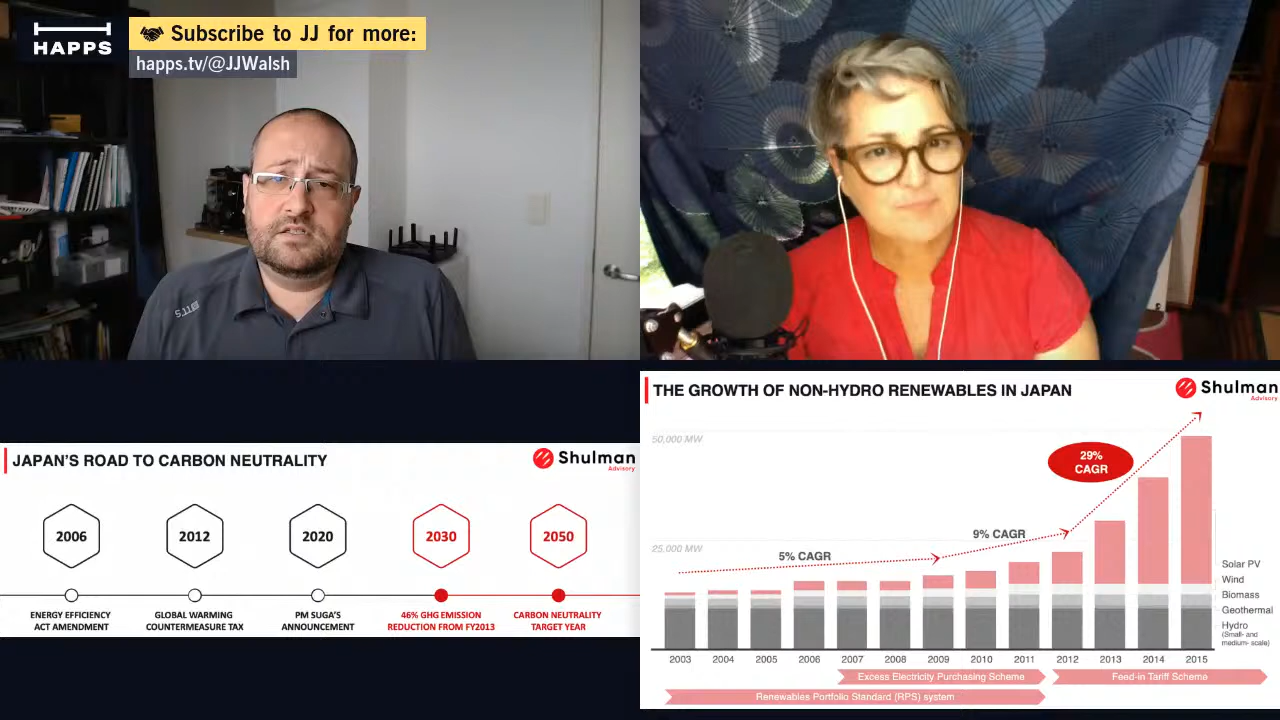 HAPPS
🤝 Subscribe to JJ for more:
happs.tv/@JJWalsh
5.11
JAPAN'S ROAD TO CARBON NEUTRALITY
Shulman
Advisory
2006
2012
2020
2030
2050
ENERGY EFFICIENCY
ACT AMENDMENT
GLOBAL WARMING
COUNTERMEASURE TAX
PM SUGA'S
ANNOUNCEMENT
46% GHG EMISSION
REDUCTION FROM FY2013
CARBON NEUTRALITY
TARGET YEAR
THE GROWTH OF NON-HYDRO RENEWABLES IN JAPAN
Shulman
Advisory
50,000 MW
29%
CAGR
25,000 MW
5% CAGR
9% CAGR
Solar PV
Wind
Biomass
Geothermal
Hydro
(Small- and
medium- scale)
2003 2004 2005 2006 2007 2008 2009 2010 2011 2012 2013 2014 2015
Excess Electricity Purchasing Scheme
Feed-in Tariff Scheme
Renewables Portfolio Standard (RPS) system